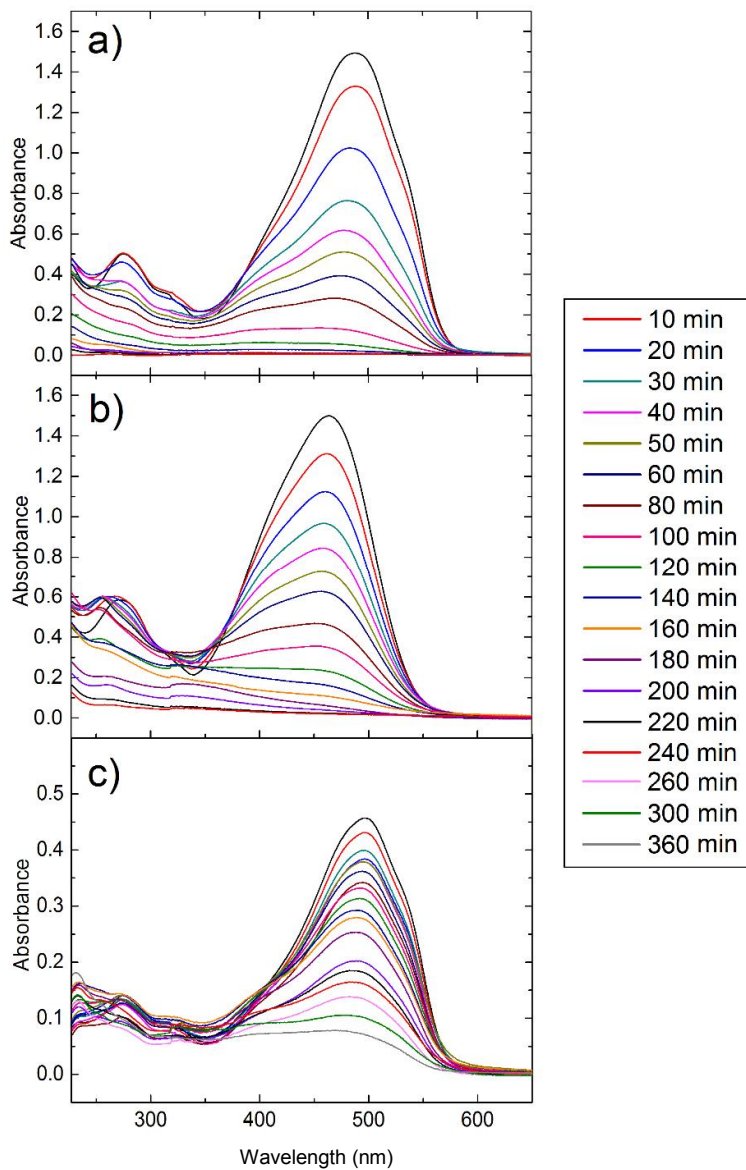 a)
1.6
1.4
1.2
1.0
0.8
0.6
0.4
0.2
0.0
Absorbance
b)
1.6
1.4
1.2
1.0
0.8
0.6
0.4
0.2
0.0
Absorbance
c)
0.5
0.4
0.3
0.2
0.1
0.0
Absorbance
300
400
500
600
Wavelength (nm)
10 min
20 min
30 min
40 min
50 min
60 min
80 min
100 min
120 min
140 min
160 min
180 min
200 min
220 min
240 min
260 min
300 min
360 min